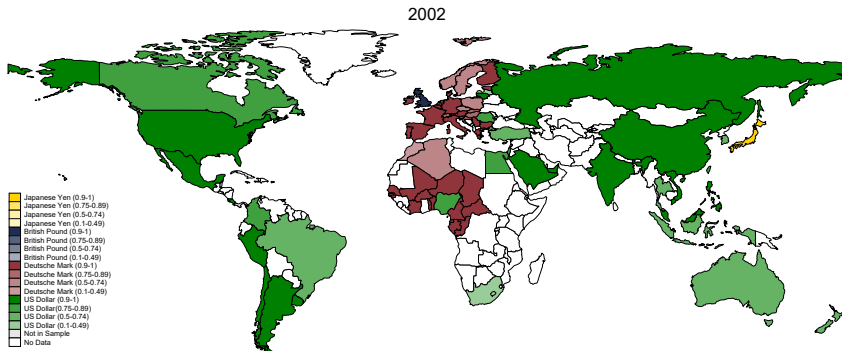 2002
Japanese Yen (0.9-1)
Japanese Yen (0.75-0.89)
Japanese Yen (0.5-0.74)
Japanese Yen (0.1-0.49)
British Pound (0.9-1)
British Pound (0.75-0.89)
British Pound (0.5-0.74)
British Pound (0.1-0.49)
Deutsche Mark (0.9-1)
Deutsche Mark (0.75-0.89)
Deutsche Mark (0.5-0.74)
Deutsche Mark (0.1-0.49)
US Dollar (0.9-1)
US Dollar(0.75-0.89)
US Dollar (0.5-0.74)
US Dollar (0.1-0.49)
Not in Sample
No Data